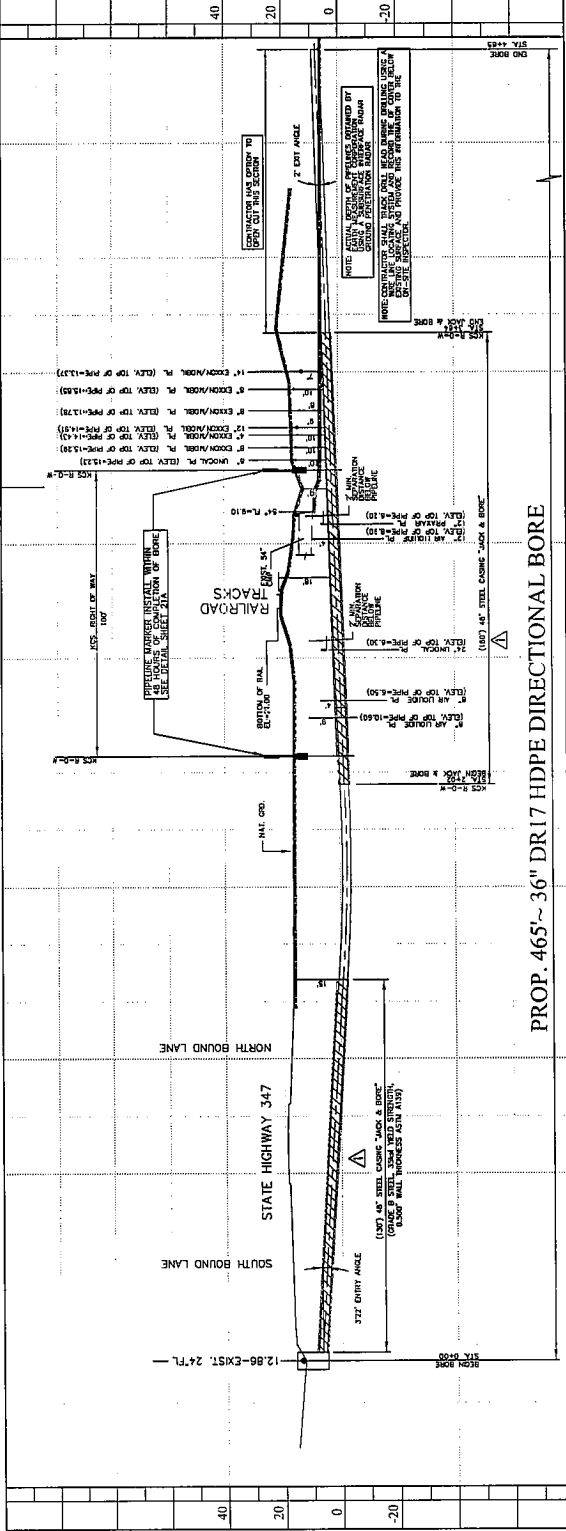 40
20
0
-20
40
20
0
-20
12.86-EXIST. 24"FL
BEGIN BORE
STA. 0+00
SOUTH BOUND LANE
STATE HIGHWAY 347
NORTH BOUND LANE
3°22' ENTRY ANGLE
(130') 48" STEEL CASING "JACK & BORE"
(GRADE B STEEL, 35ksi YIELD STRENGTH,
0.500" WALL THICKNESS ASTM A139)
15'
NAT. GRD.
KCS R-O-W
BEGIN JACK & BORE
STA. 2+02
KCS R-O-W
KCS RIGHT OF WAY
100'
PIPELINE MARKER INSTALL WITHIN
48 HOURS OF COMPLETION OF BORE
SEE DETAIL SHEET 21A
BOTTOM OF RAIL
EL=21.00
RAILROAD
TRACKS
EXIST. 54"
CMP
54" FL=9.10
8" AIR LIQUIDE PL
(ELEV. TOP OF PIPE=10.60)
8" AIR LIQUIDE PL
(ELEV. TOP OF PIPE=6.50)
24" UNOCAL PL
(ELEV. TOP OF PIPE=6.30)
2' MIN.
SEPARATION
DISTANCE
BELOW
PIPELINE
12" AIR LIQUIDE PL
12" PRAXAIR PL
(ELEV. TOP OF PIPE=6.20)
2' MIN.
SEPARATION
DISTANCE
BELOW
PIPELINE
(160') 48" STEEL CASING "JACK & BORE"
KCS R-O-W
6" UNOCAL PL (ELEV. TOP OF PIPE=15.23)
8" EXXON/MOBIL PL (ELEV. TOP OF PIPE=15.29)
4" EXXON/MOBIL PL (ELEV. TOP OF PIPE=14.43)
12" EXXON/MOBIL PL (ELEV. TOP OF PIPE=14.91)
8" EXXON/MOBIL PL (ELEV. TOP OF PIPE=13.78)
8" EXXON/MOBIL PL (ELEV. TOP OF PIPE=15.85)
14" EXXON/MOBIL PL (ELEV. TOP OF PIPE=13.37)
KCS R-O-W
END JACK & BORE
CONTRACTOR HAS OPTION TO
OPEN CUT THIS SECTION
2° EXIT ANGLE
NOTE: ACTUAL DEPTH OF PIPELINES OBTAINED BY
EARTH MEASUREMENT CORPORATION
USING A SUBSURFACE INTERFACE RADAR
GROUND PENETRATION RADAR
NOTE: CONTRACTOR SHALL TRACK DRILL HEAD DURING DRILLING USING A
WIRE LINE LOCATING SYSTEM AND RECORD THE OF COVER BELOW
EXISTING SURFACE AND PROVIDE THIS INFORMATION TO THE
ON-SITE INSPECTOR.
END BORE
STA. 4+65
PROP. 465'~ 36" DR17 HDPE DIRECTIONAL BORE